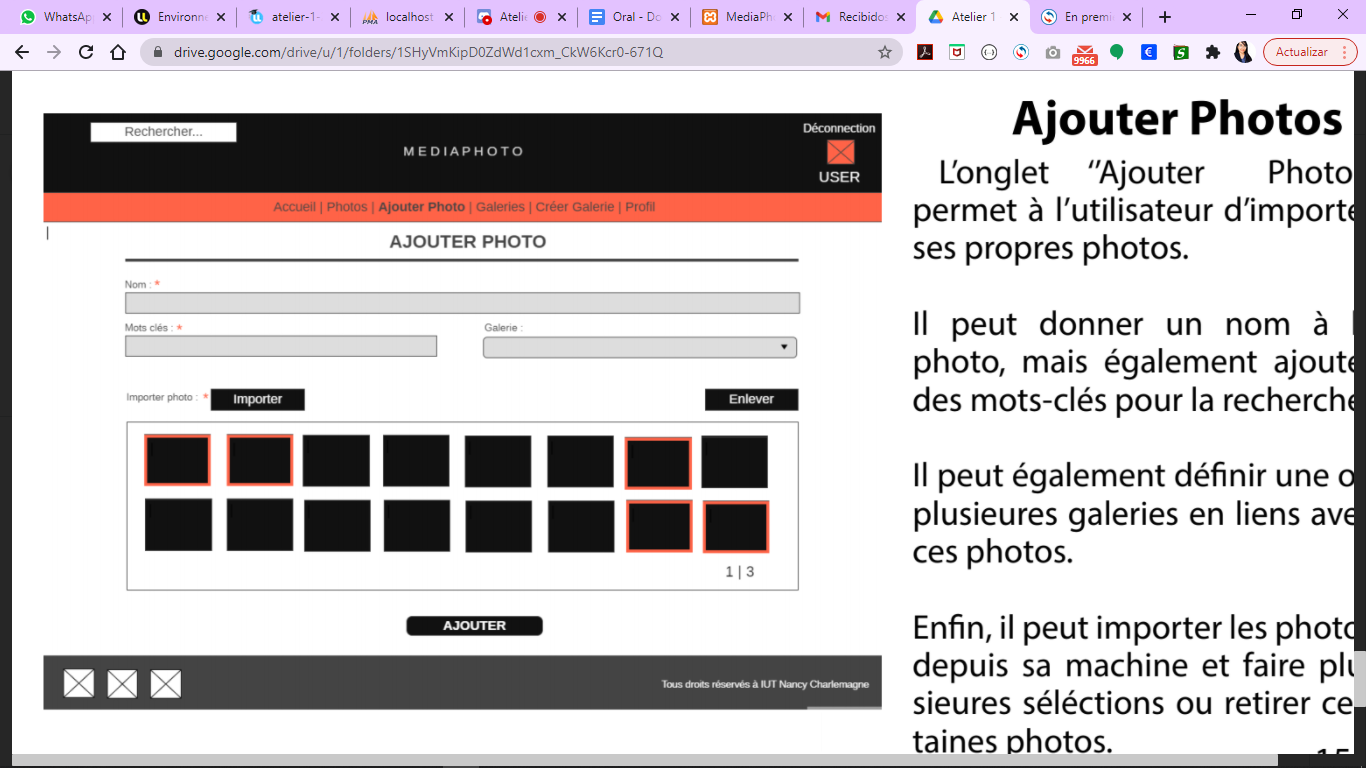 WhatsAp
Environne
atelier-1-
localhost
Atelie
Oral - Do
MediaPh
Recibidos
Atelier 1
En premi
drive.google.com/drive/u/1/folders/1SHyVmKipD0ZdWd1cxm_CkW6Kcr0-671Q
9966
Actualizar
Rechercher...
MEDIAPHOTO
Déconnection
USER
Accueil | Photos | Ajouter Photo | Galeries | Créer Galerie | Profil
AJOUTER PHOTO
Nom : *
Mots clés : *
Galerie :
Importer photo : *
Importer
Enlever
1 | 3
AJOUTER
Tous droits réservés à IUT Nancy Charlemagne
Ajouter Photos
L’onglet “Ajouter Photo
permet à l’utilisateur d’importe
ses propres photos.
Il peut donner un nom à l
photo, mais également ajoute
des mots-clés pour la recherche
Il peut également définir une o
plusieures galeries en liens ave
ces photos.
Enfin, il peut importer les photo
depuis sa machine et faire plu
sieures séléctions ou retirer ce
taines photos.